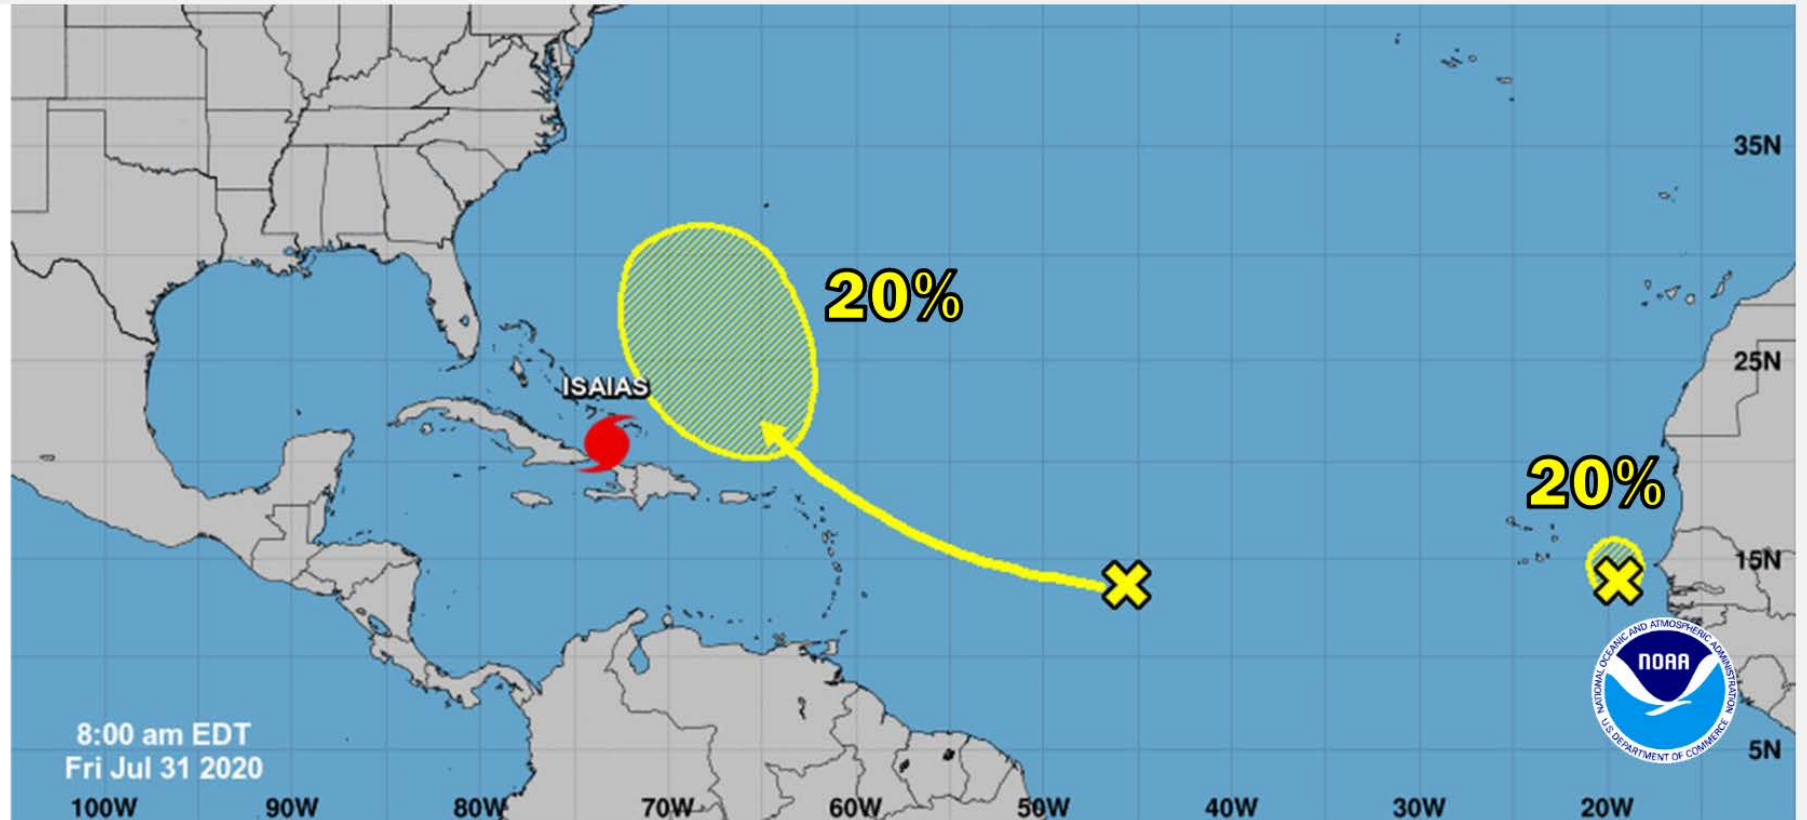 35N
20%
25N
ISAIAS
20%
15N
NATIONAL OCEANIC AND ATMOSPHERIC ADMINISTRATION
NOAA
U.S. DEPARTMENT OF COMMERCE
8:00 am EDT
Fri Jul 31 2020
5N
100W 90W 80W 70W 60W 50W 40W 30W 20W